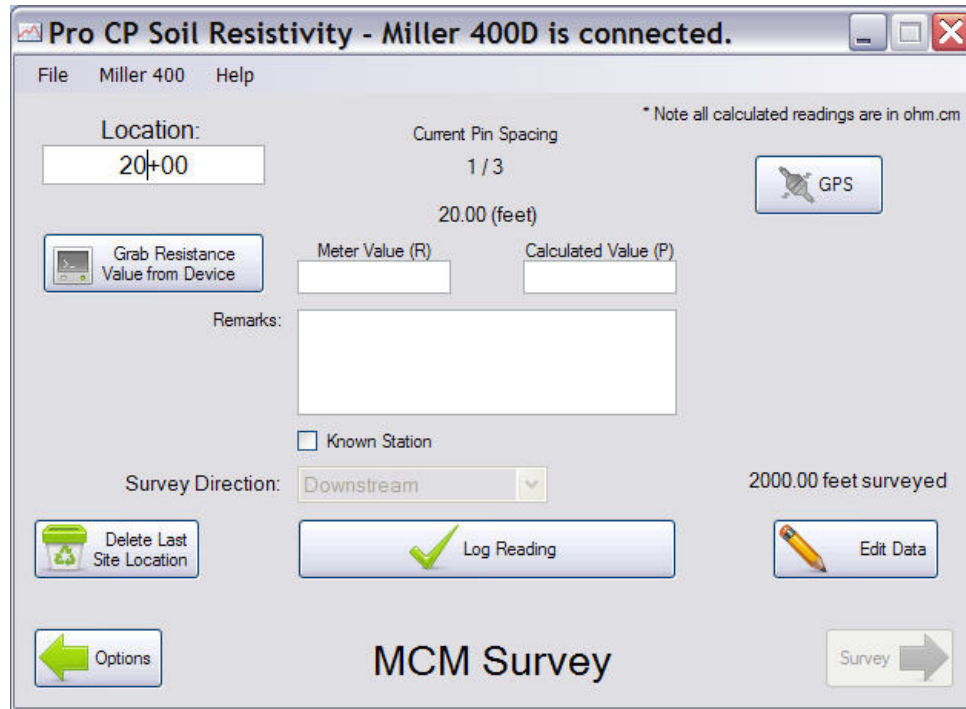 Pro CP Soil Resistivity - Miller 400D is connected.
File Miller 400 Help
* Note all calculated readings are in ohm.cm
Location:
Current Pin Spacing
20+00
1 / 3
GPS
20.00 (feet)
Grab Resistance
Value from Device
Meter Value (R)
Calculated Value (P)
Remarks:
Known Station
Survey Direction:
Downstream
2000.00 feet surveyed
Delete Last
Site Location
Log Reading
Edit Data
Options
MCM Survey
Survey